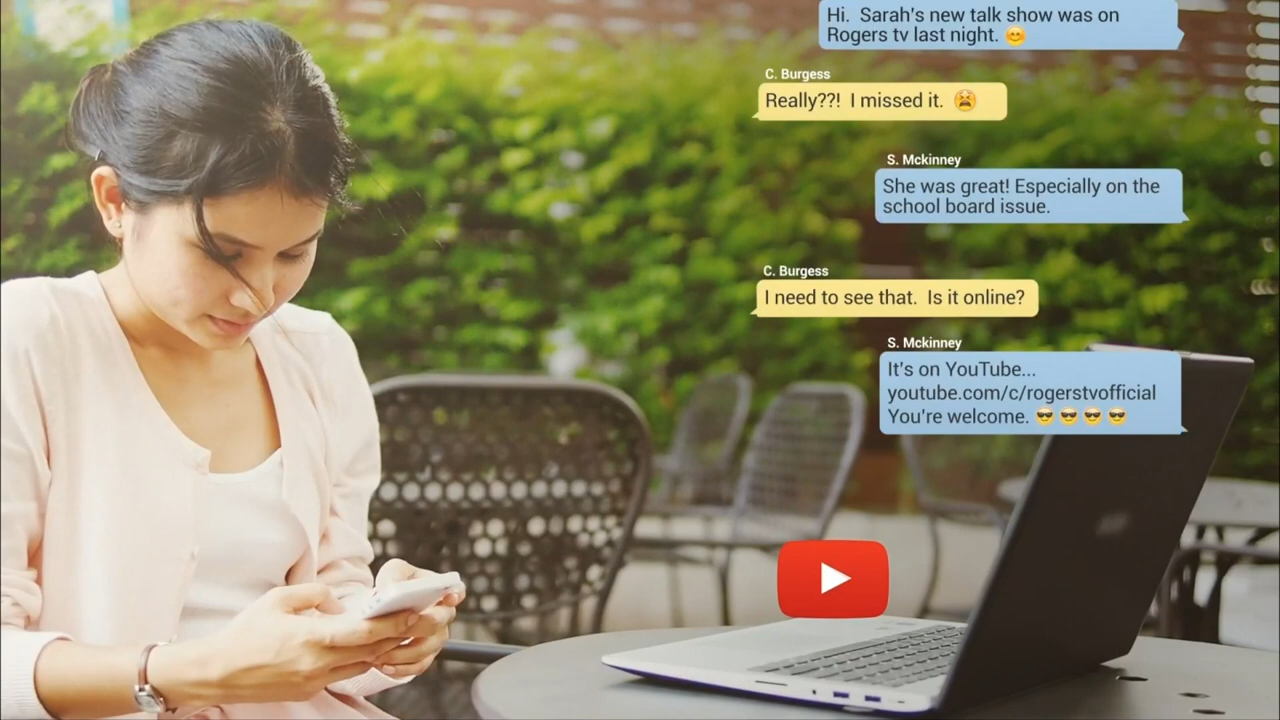 Hi.  Sarah's new talk show was on
Rogers tv last night. 😊
C. Burgess
Really??!  I missed it. 😫
S. Mckinney
She was great! Especially on the
school board issue.
C. Burgess
I need to see that.  Is it online?
S. Mckinney
It's on YouTube...
youtube.com/c/rogerstvofficial
You're welcome. 😎😎😎😎